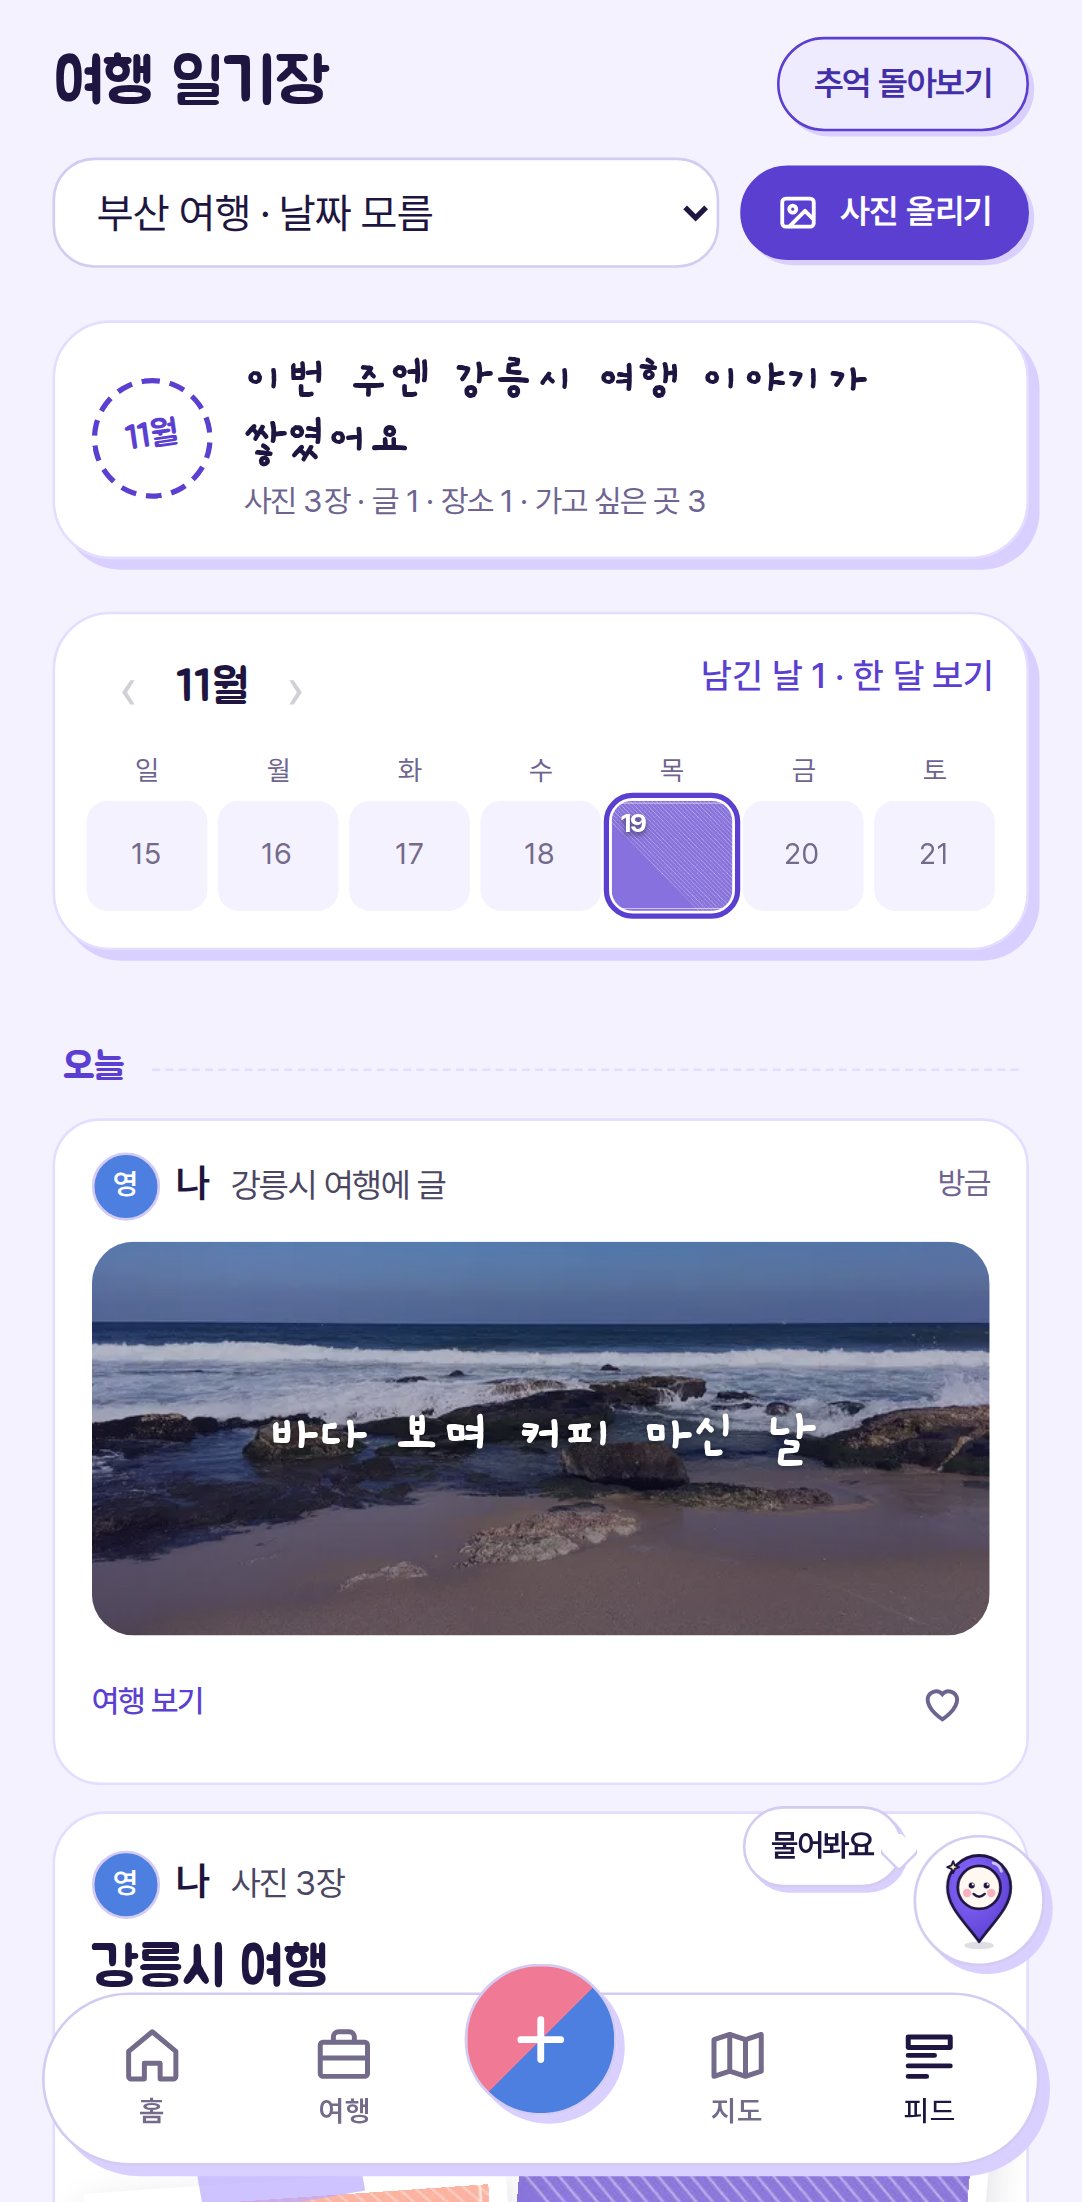 여행 일기장
추억 돌아보기
부산 여행 · 날짜 모름
사진 올리기
11월
이번 주엔 강릉시 여행 이야기가
쌓였어요
사진 3장 · 글 1 · 장소 1 · 가고 싶은 곳 3
‹ 11월 ›
남긴 날 1 · 한 달 보기
일 월 화 수 목 금 토
15 16 17 18 19 20 21
오늘
영 나 강릉시 여행에 글
방금
바다 보며 커피 마신 날
여행 보기
물어봐요
영 나 사진 3장
강릉시 여행
홈 여행 지도 피드